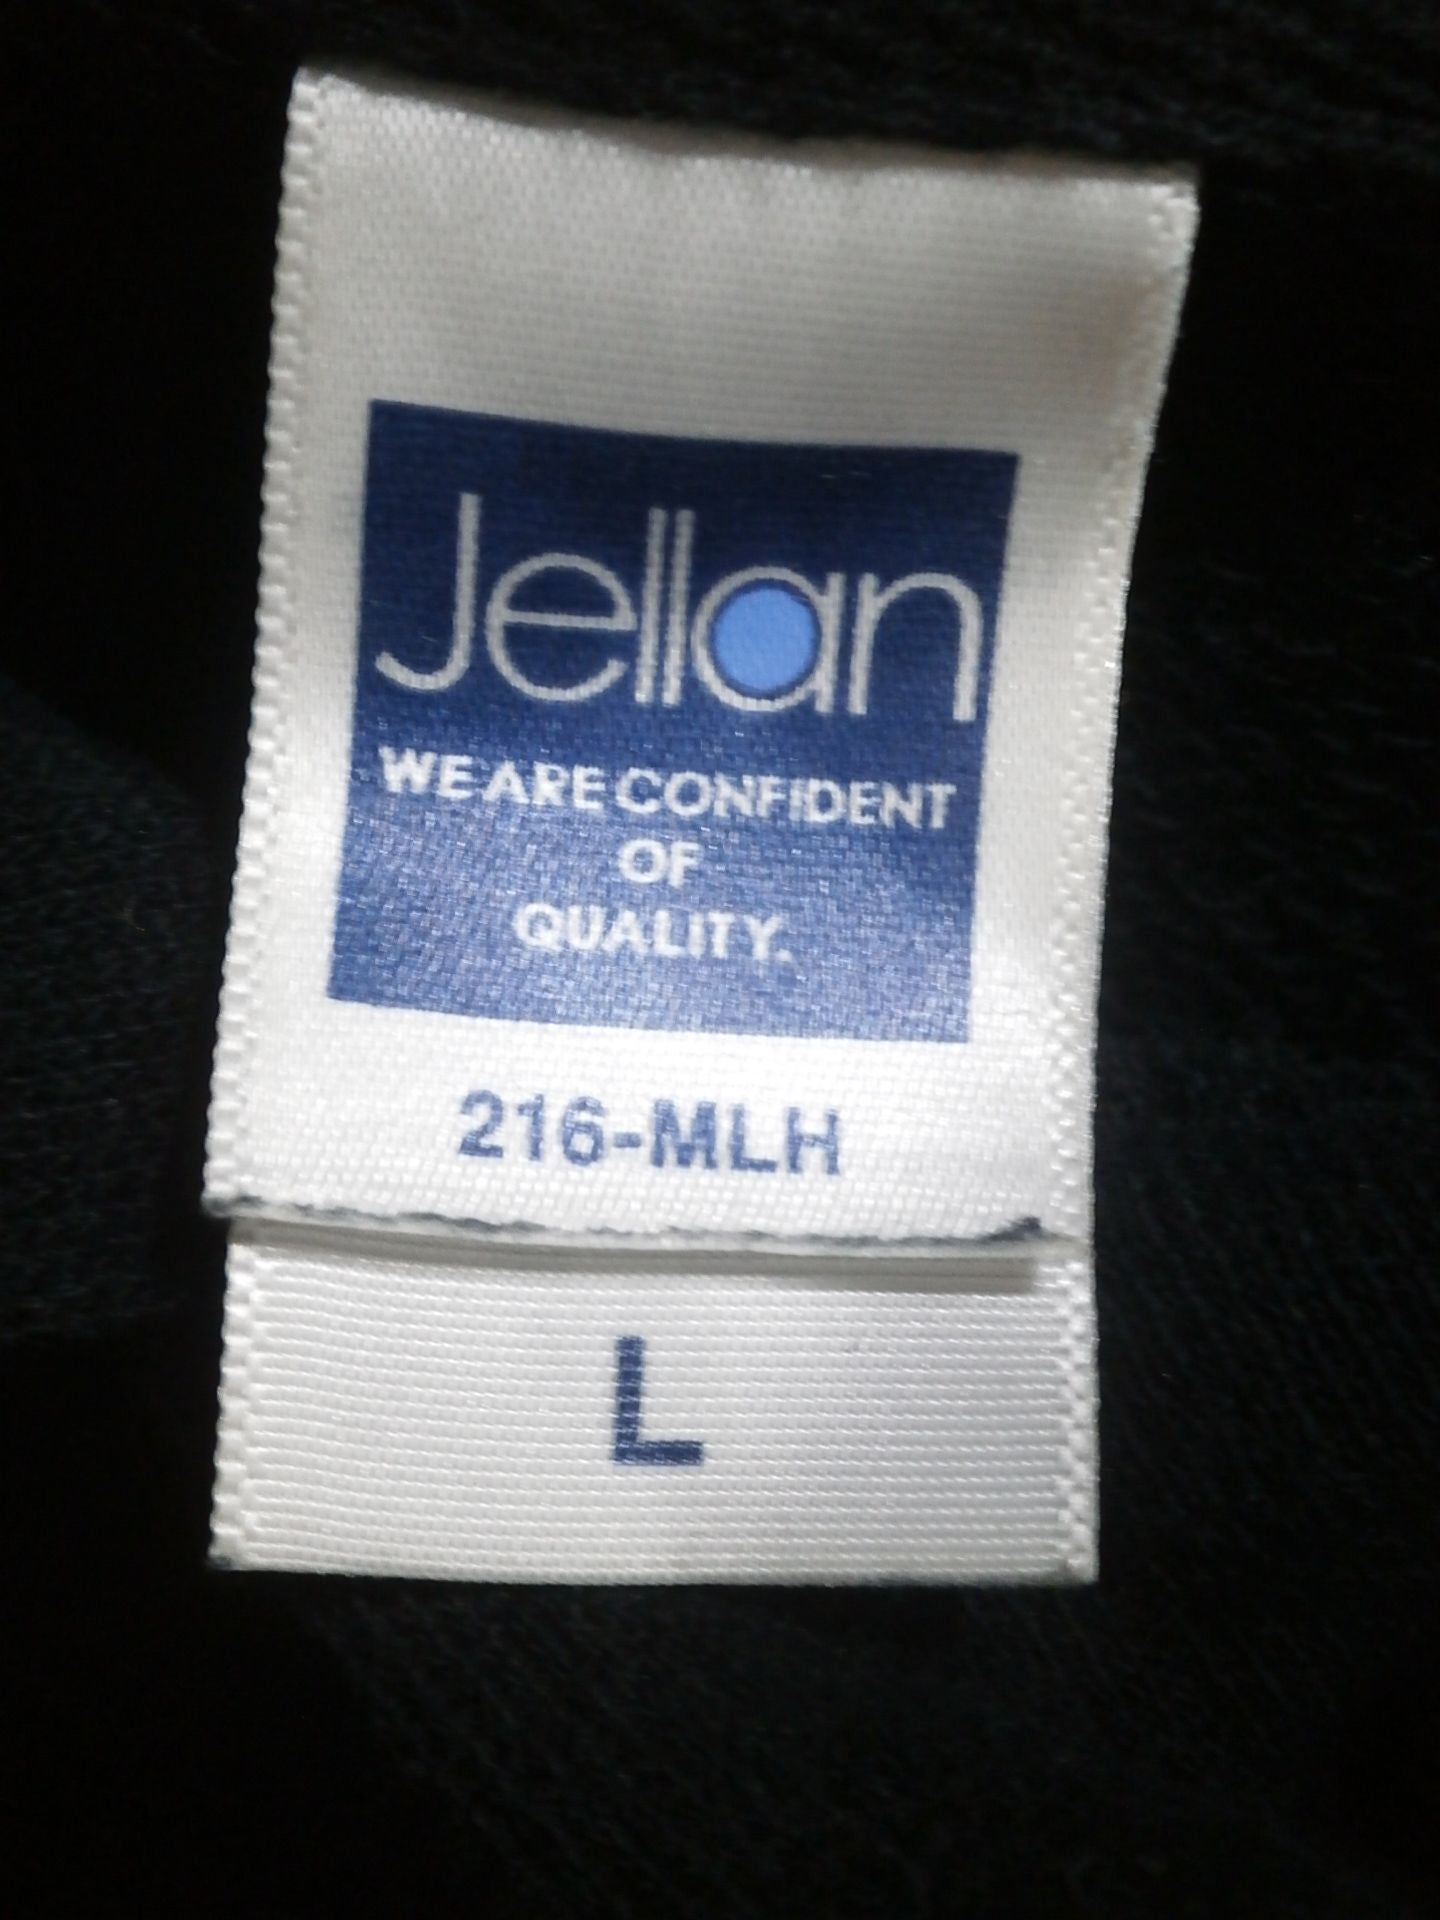 Jellan
WE ARE CONFIDENT
OF
QUALITY.
216-MLH
L